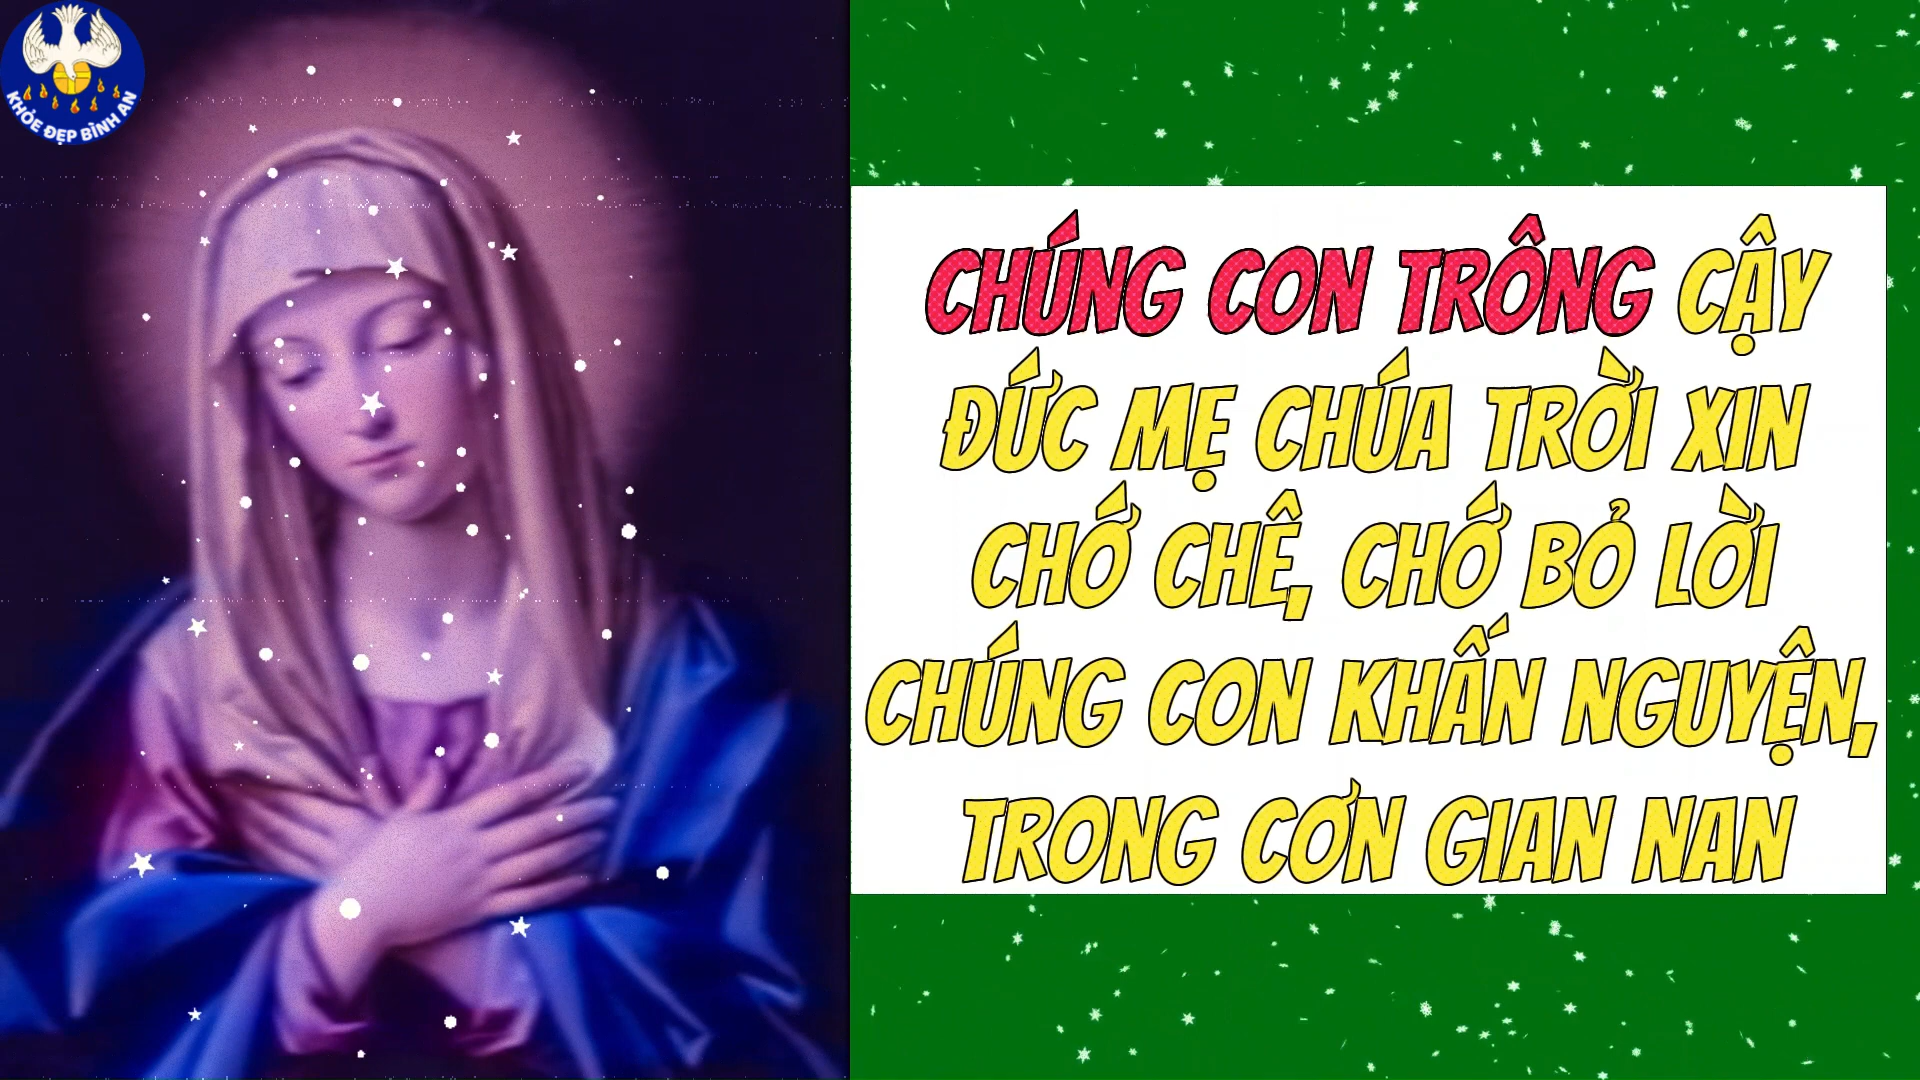 KHỎE ĐẸP BÌNH AN
CHÚNG CON TRÔNG CẬY
ĐỨC MẸ CHÚA TRỜI XIN
CHỚ CHÊ, CHỚ BỎ LỜI
CHÚNG CON KHẤN NGUYỆN,
TRONG CƠN GIAN NAN